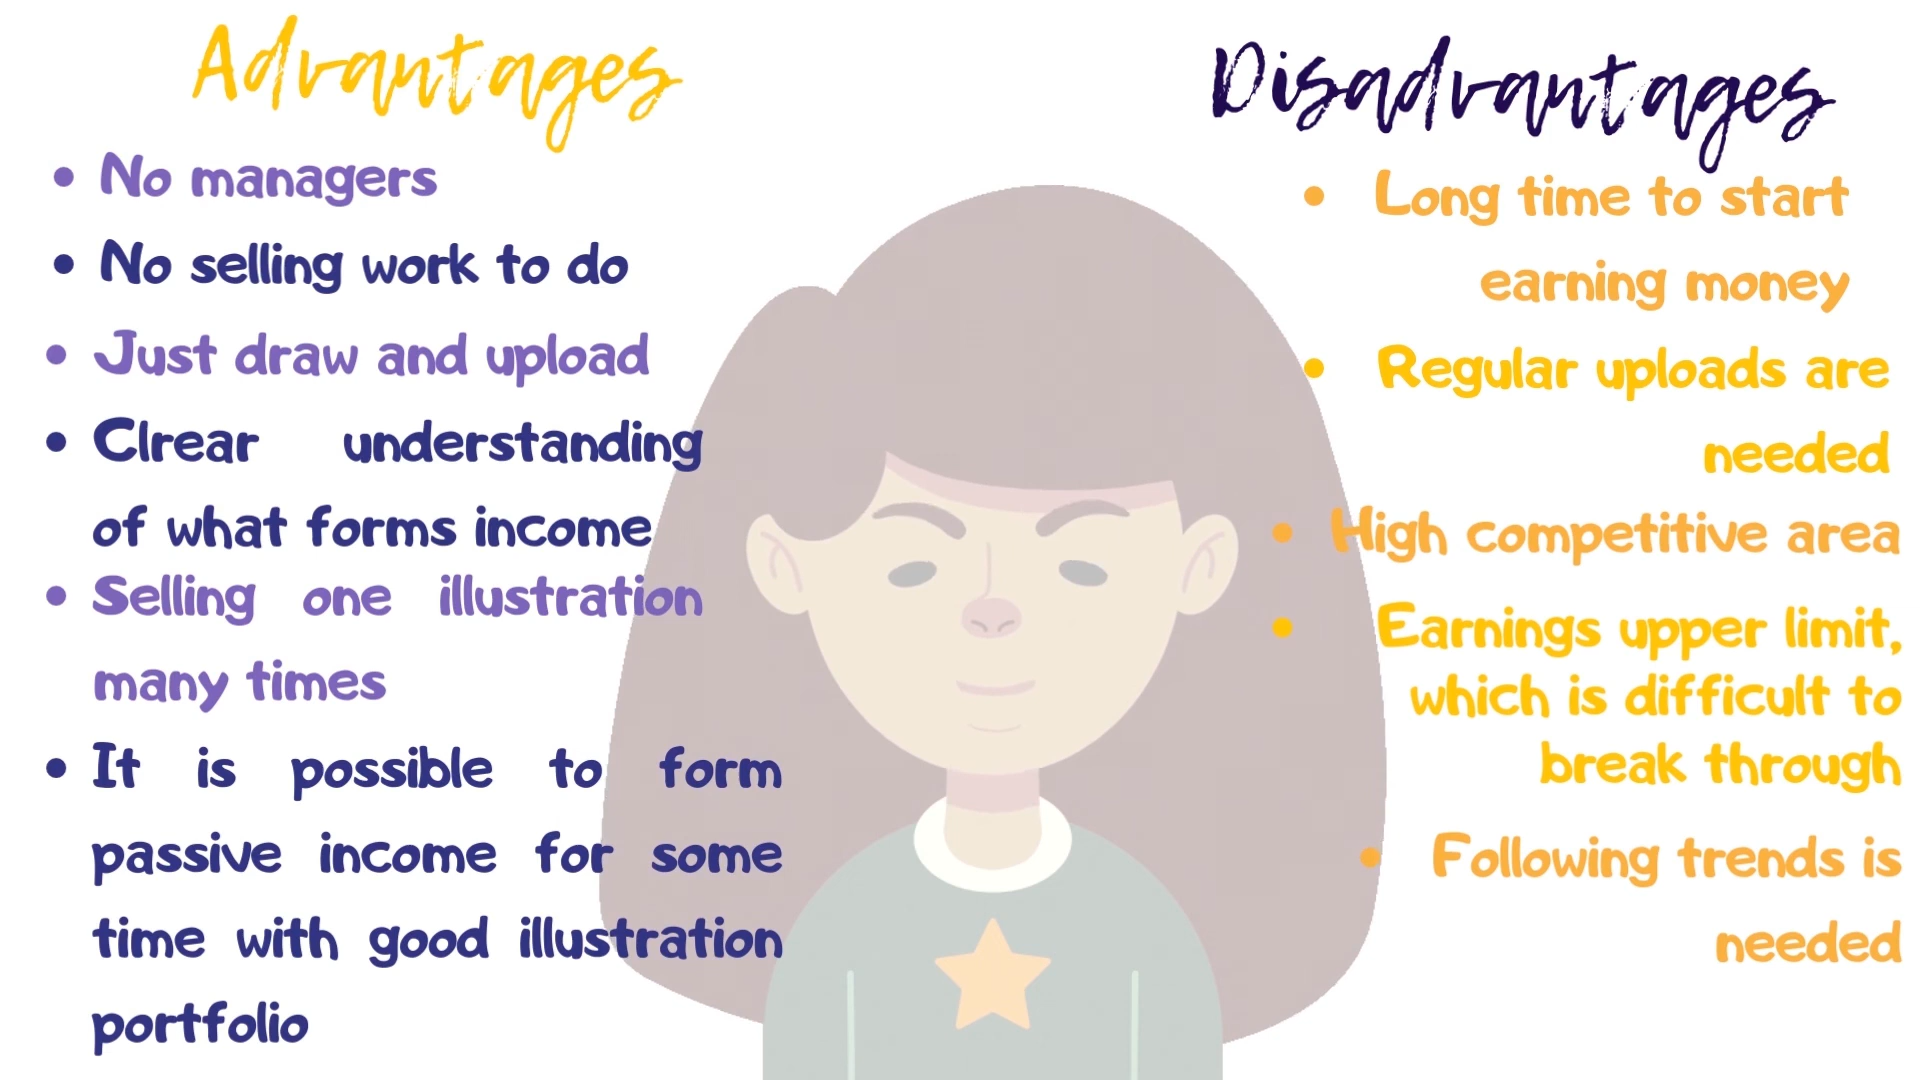 Advantages
No managers
No selling work to do
Just draw and upload
Clrear understanding
of what forms income
Selling one illustration
many times
It is possible to form
passive income for some
time with good illustration
portfolio
Disadvantages
Long time to start
earning money
Regular uploads are
needed
High competitive area
Earnings upper limit,
which is difficult to
break through
Following trends is
needed